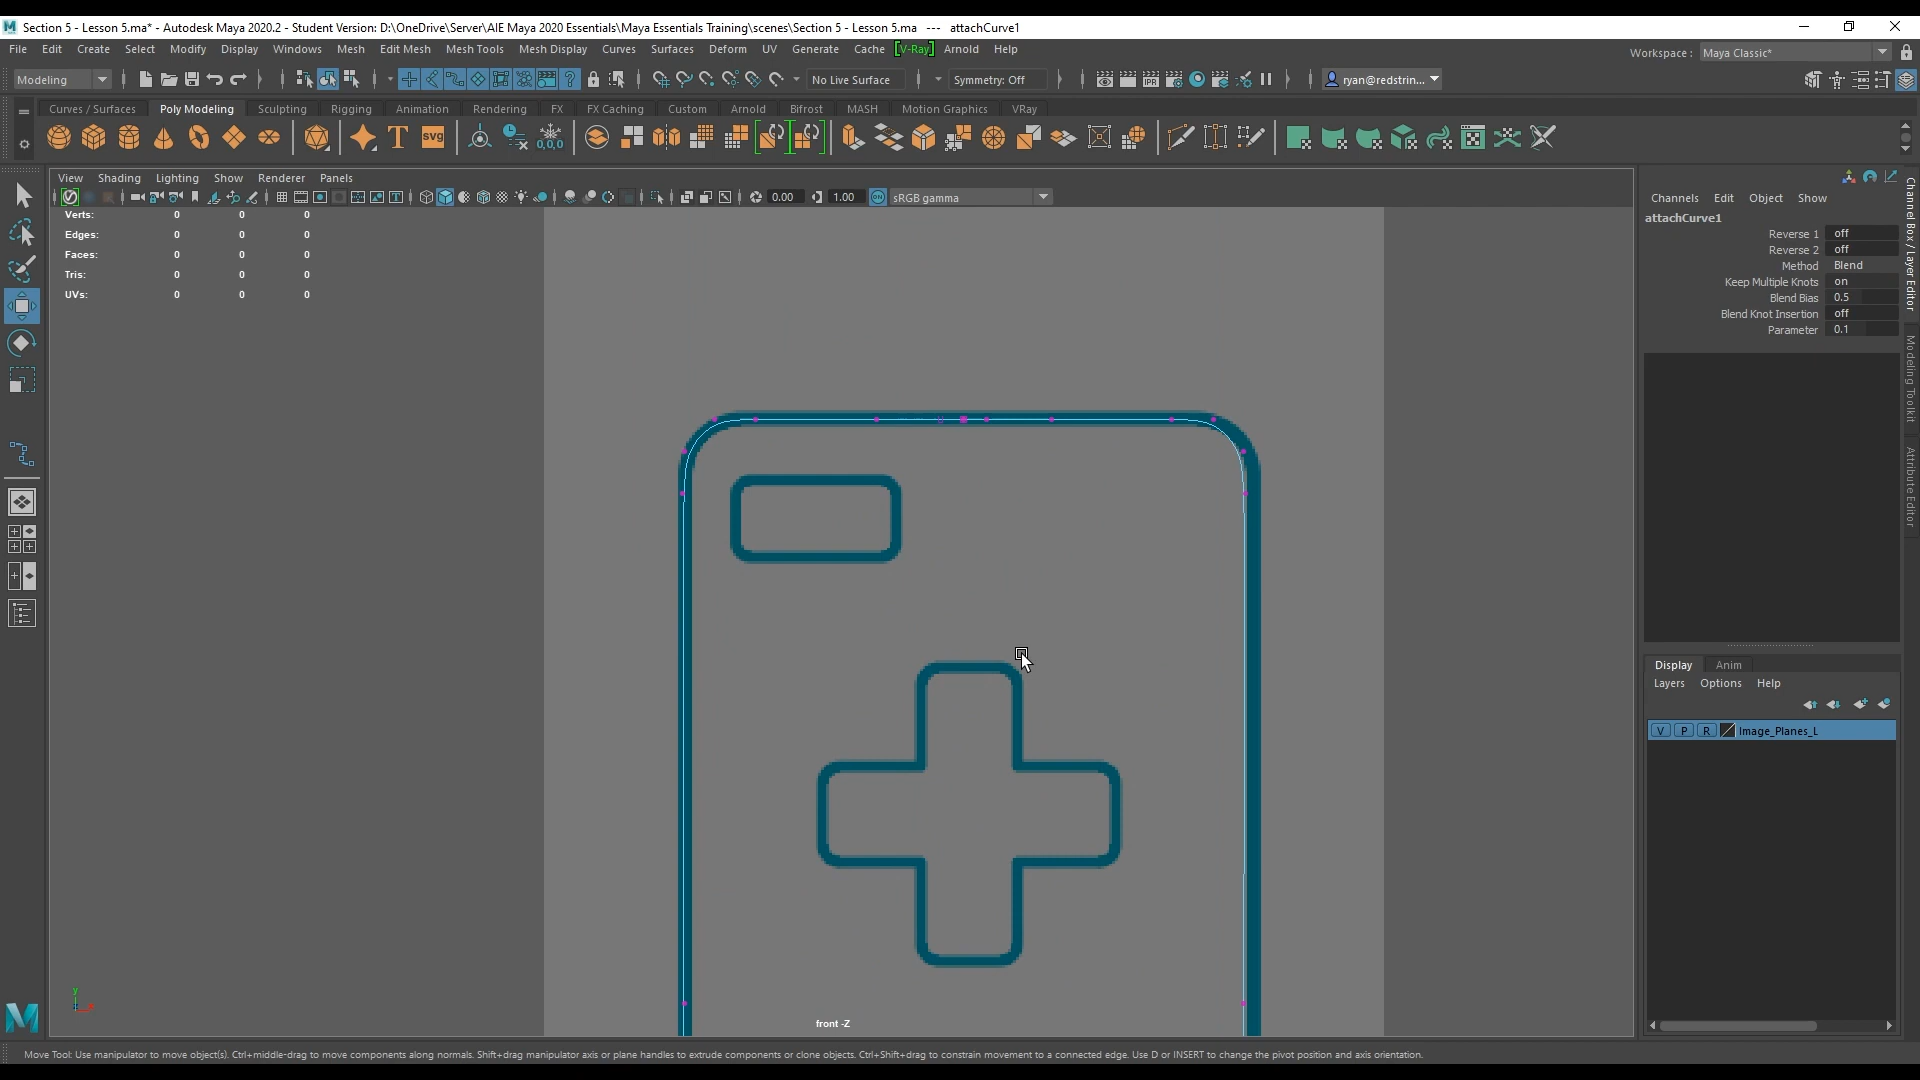 Section 5 - Lesson 5.ma* - Autodesk Maya 2020.2 - Student Version: D:\OneDrive\Server\AIE Maya 2020 Essentials\Maya Essentials Training\scenes\Section 5 - Lesson 5.ma --- attachCurve1
File Edit Create Select Modify Display Windows Mesh Edit Mesh Mesh Tools Mesh Display Curves Surfaces Deform UV Generate Cache [V-Ray] Arnold Help
Workspace : Maya Classic*
Modeling No Live Surface Symmetry: Off ryan@redstrin...
Curves / Surfaces Poly Modeling Sculpting Rigging Animation Rendering FX FX Caching Custom Arnold Bifrost MASH Motion Graphics VRay
View Shading Lighting Show Renderer Panels
0.00 1.00 sRGB gamma
Verts: 0 0 0
Edges: 0 0 0
Faces: 0 0 0
Tris: 0 0 0
UVs: 0 0 0
front -Z
Channels Edit Object Show
attachCurve1
Reverse 1 off
Reverse 2 off
Method Blend
Keep Multiple Knots on
Blend Bias 0.5
Blend Knot Insertion off
Parameter 0.1
Channel Box / Layer Editor
Modeling Toolkit
Attribute Editor
Display Anim
Layers Options Help
V P R Image_Planes_L
Move Tool: Use manipulator to move object(s). Ctrl+middle-drag to move components along normals. Shift+drag manipulator axis or plane handles to extrude components or clone objects. Ctrl+Shift+drag to constrain movement to a connected edge. Use D or INSERT to change the pivot position and axis orientation.